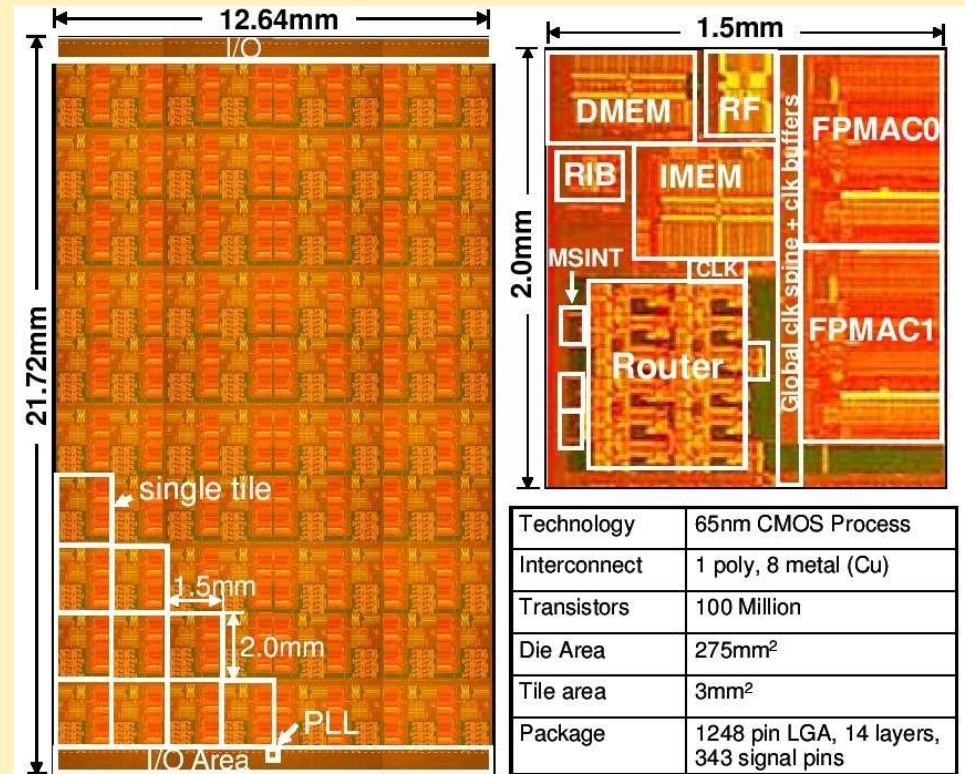 12.64mm
I/O
21.72mm
single tile
1.5mm
2.0mm
PLL
I/O Area
1.5mm
2.0mm
DMEM
RF
RIB
IMEM
MSINT
CLK
Router
Global clk spine + clk buffers
FPMAC0
FPMAC1
Technology 65nm CMOS Process
Interconnect 1 poly, 8 metal (Cu)
Transistors 100 Million
Die Area 275mm²
Tile area 3mm²
Package 1248 pin LGA, 14 layers,
343 signal pins